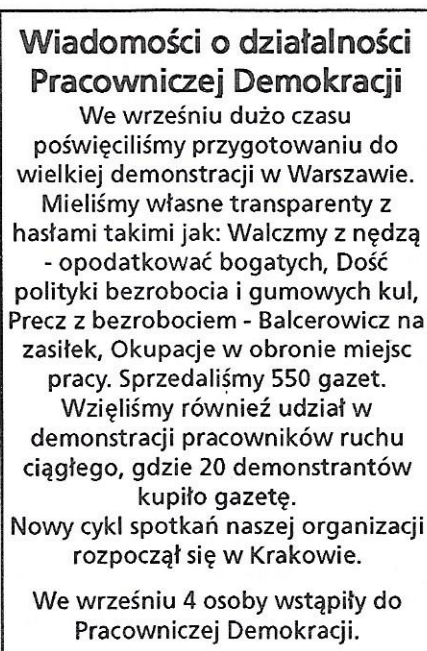 Wiadomości o działalności
Pracowniczej Demokracji
We wrześniu dużo czasu
poświęciliśmy przygotowaniu do
wielkiej demonstracji w Warszawie.
Mieliśmy własne transparenty z
hasłami takimi jak: Walczmy z nędzą
- opodatkować bogatych, Dość
polityki bezrobocia i gumowych kul,
Precz z bezrobociem - Balcerowicz na
zasiłek, Okupacje w obronie miejsc
pracy. Sprzedaliśmy 550 gazet.
Wzięliśmy również udział w
demonstracji pracowników ruchu
ciągłego, gdzie 20 demonstrantów
kupiło gazetę.
Nowy cykl spotkań naszej organizacji
rozpoczął się w Krakowie.
We wrześniu 4 osoby wstąpiły do
Pracowniczej Demokracji.